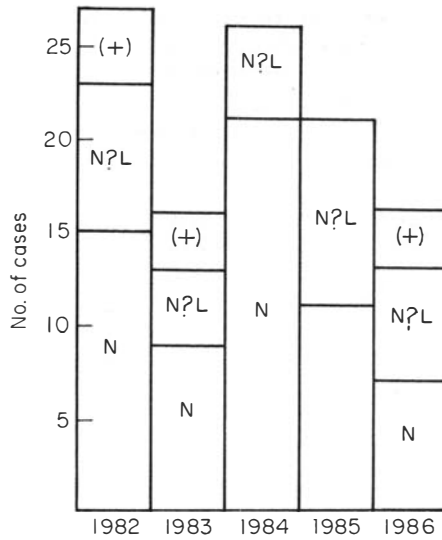 No. of cases
25
20
15
10
5
(+)
N?L
N
(+)
N?L
N
N?L
N
N?L
(+)
N?L
N
1982 1983 1984 1985 1986